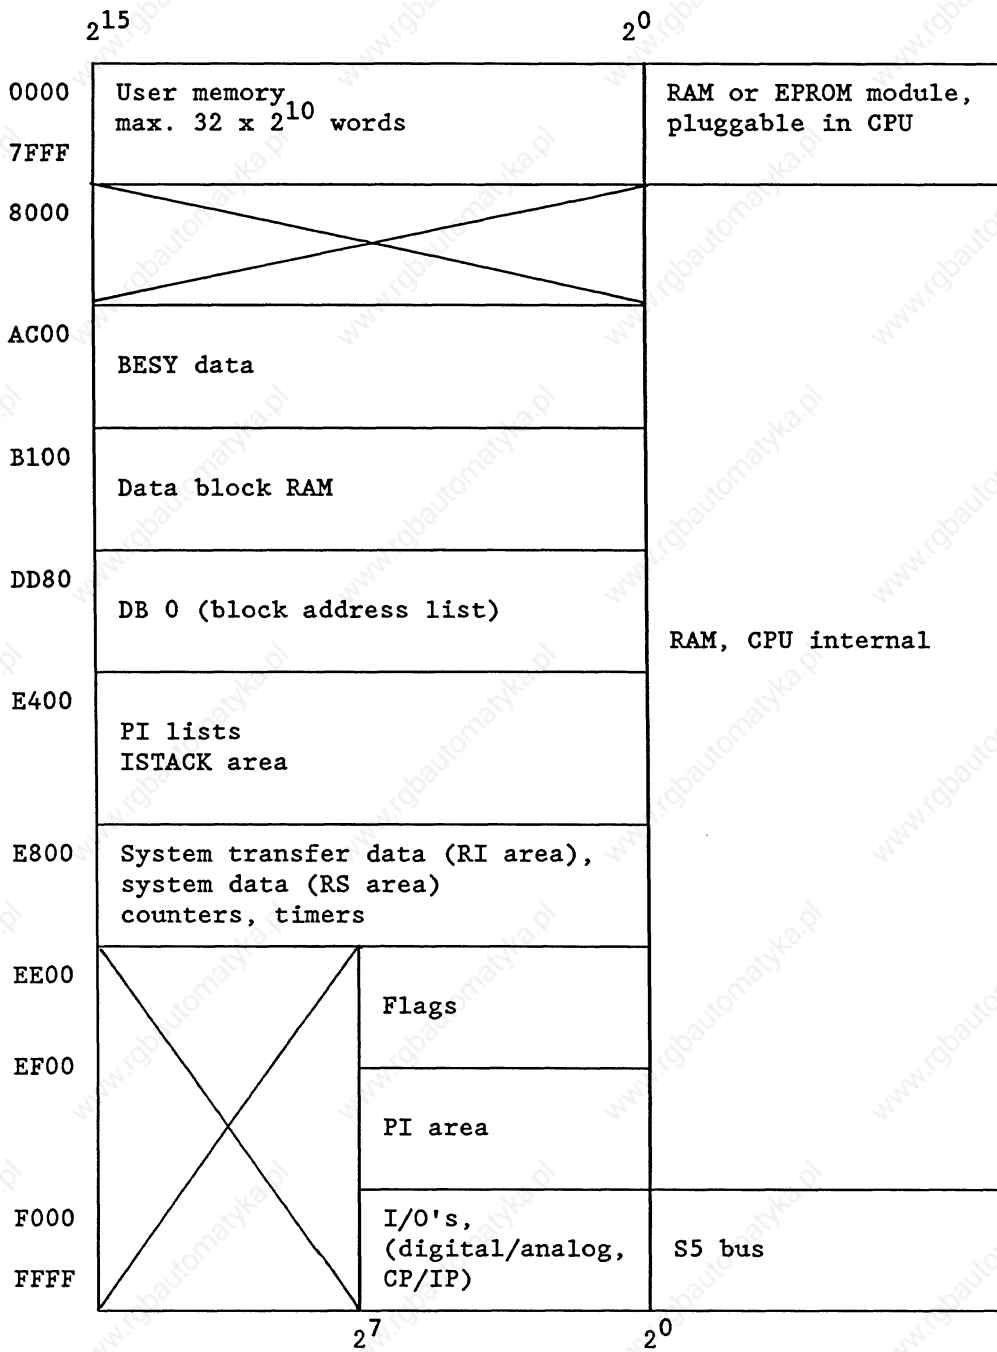 2^15 2^0
0000 User memory RAM or EPROM module,
max. 32 x 2^10 words pluggable in CPU
7FFF
8000
AC00
BESY data
B100
Data block RAM
DD80
DB 0 (block address list)
RAM, CPU internal
E400
PI lists
ISTACK area
E800 System transfer data (RI area),
system data (RS area)
counters, timers
EE00
Flags
EF00
PI area
F000 I/O's,
(digital/analog, S5 bus
FFFF CP/IP)
2^7 2^0
www.rgbautomatyka.pl